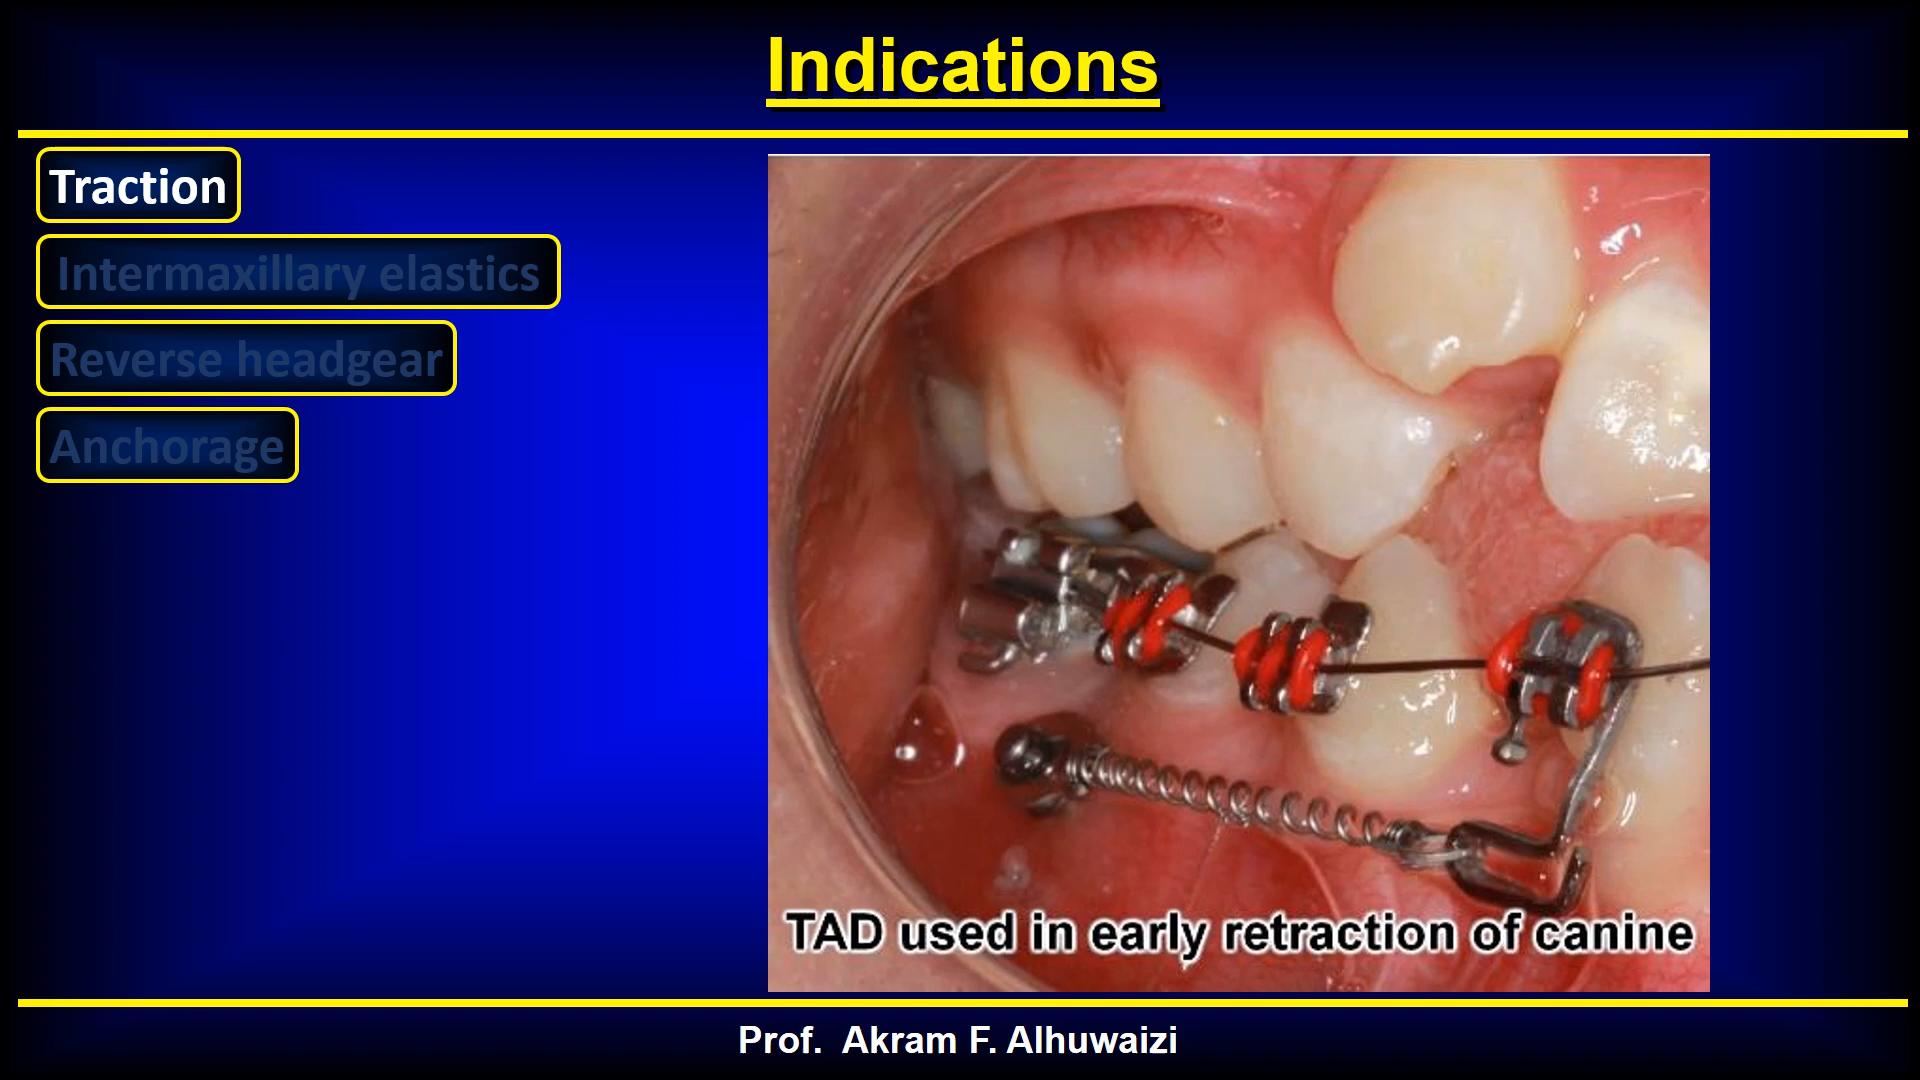 Indications
Traction
Intermaxillary elastics
Reverse headgear
Anchorage
TAD used in early retraction of canine
Prof.  Akram F. Alhuwaizi